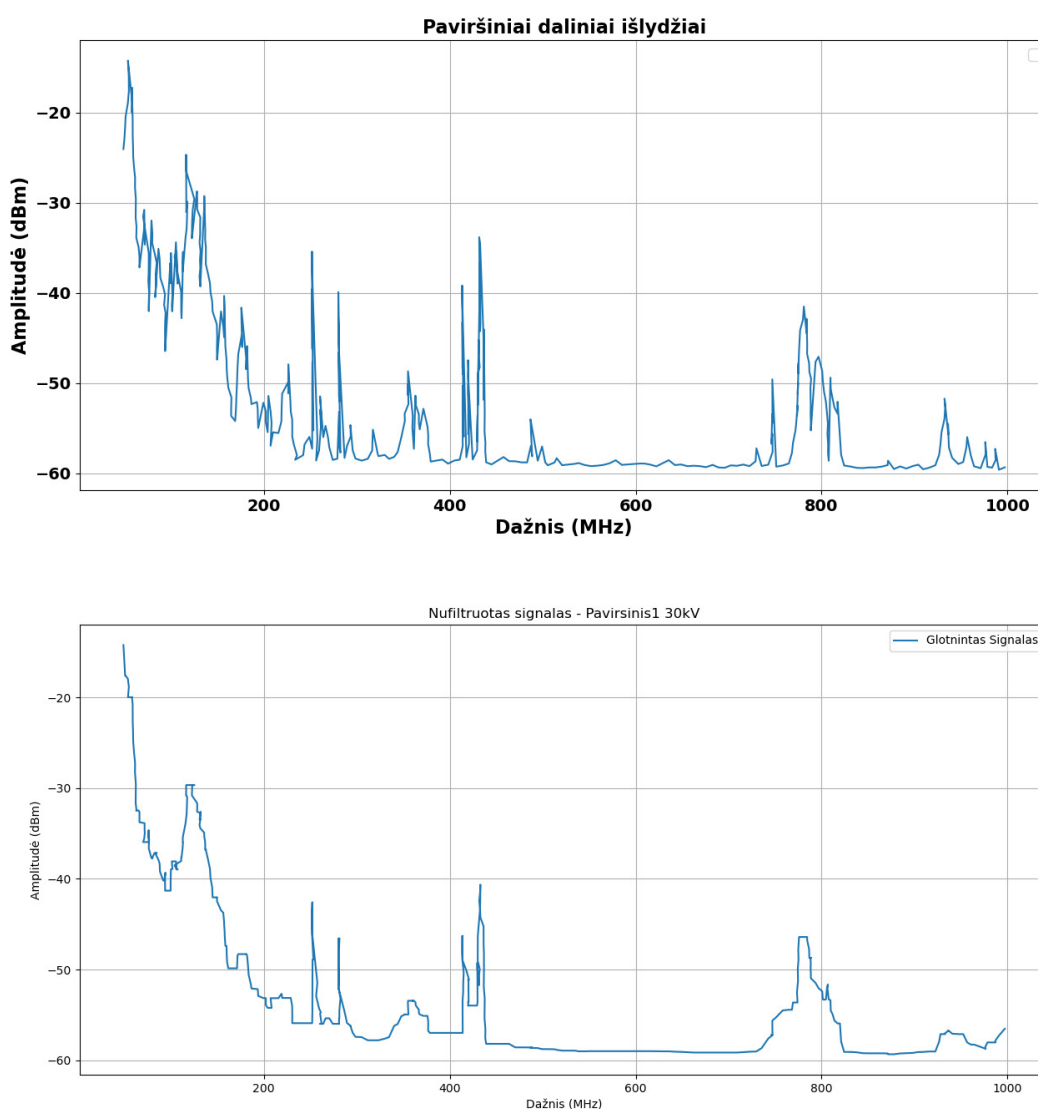 Paviršiniai daliniai išlydžiai
Amplitudė (dBm)
−20
−30
−40
−50
−60
200
400
600
800
1000
Dažnis (MHz)
Nufiltruotas signalas - Pavirsinis1 30kV
Glotnintas Signalas
Amplitudė (dBm)
−20
−30
−40
−50
−60
200
400
600
800
1000
Dažnis (MHz)